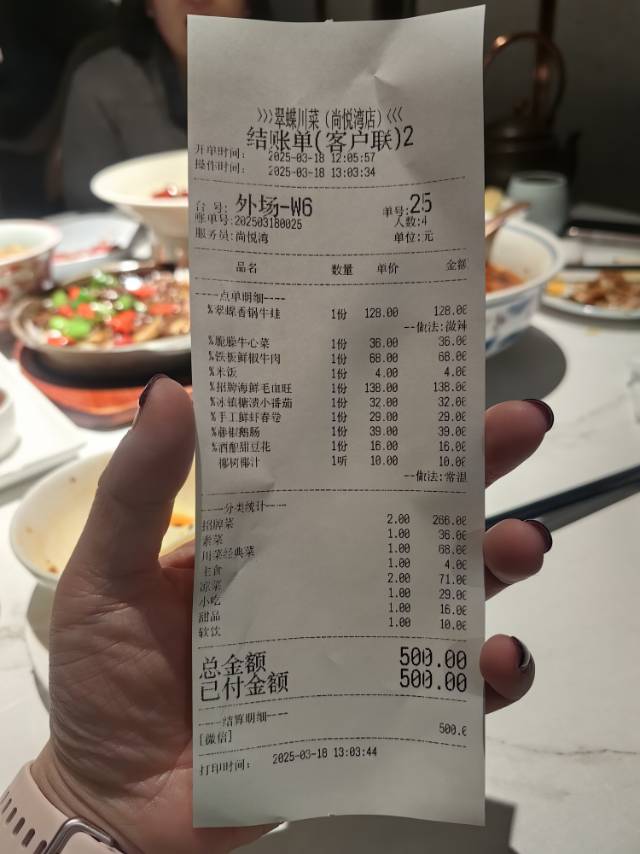 >>>翠蝶川菜(尚悦湾店)<<<
结账单(客户联)2
开单时间： 2025-03-18 12:05:57
操作时间： 2025-03-18 13:03:34
台 号：外场-W6 单号：25
账单号:202503180025 人数:4
服务员:尚悦湾 单位:元
品名 数量 单价 金额
----点单明细----
%翠蝶香锅牛蛙 1份 128.00 128.00
--做法:微辣
%脆臊牛心菜 1份 36.00 36.00
%铁板鲜椒牛肉 1份 68.00 68.00
%米饭 1份 4.00 4.00
%招牌海鲜毛血旺 1份 138.00 138.00
%冰镇糖渍小番茄 1份 32.00 32.00
%手工鲜虾春卷 1份 29.00 29.00
%藤椒鹅肠 1份 39.00 39.00
%酒酿甜豆花 1份 16.00 16.00
椰树椰汁 1听 10.00 10.00
--做法:常温
----分类统计----
招牌菜 2.00 266.00
素菜 1.00 36.00
川菜经典菜 1.00 68.00
主食 1.00 4.00
凉菜 2.00 71.00
小吃 1.00 29.00
甜品 1.00 16.00
软饮 1.00 10.00
总金额 500.00
已付金额 500.00
----结算明细----
[微信] 500.0
打印时间： 2025-03-18 13:03:44